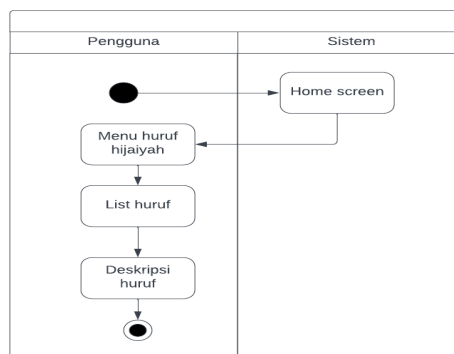 Pengguna
Sistem
Home screen
Menu huruf
hijaiyah
List huruf
Deskripsi
huruf